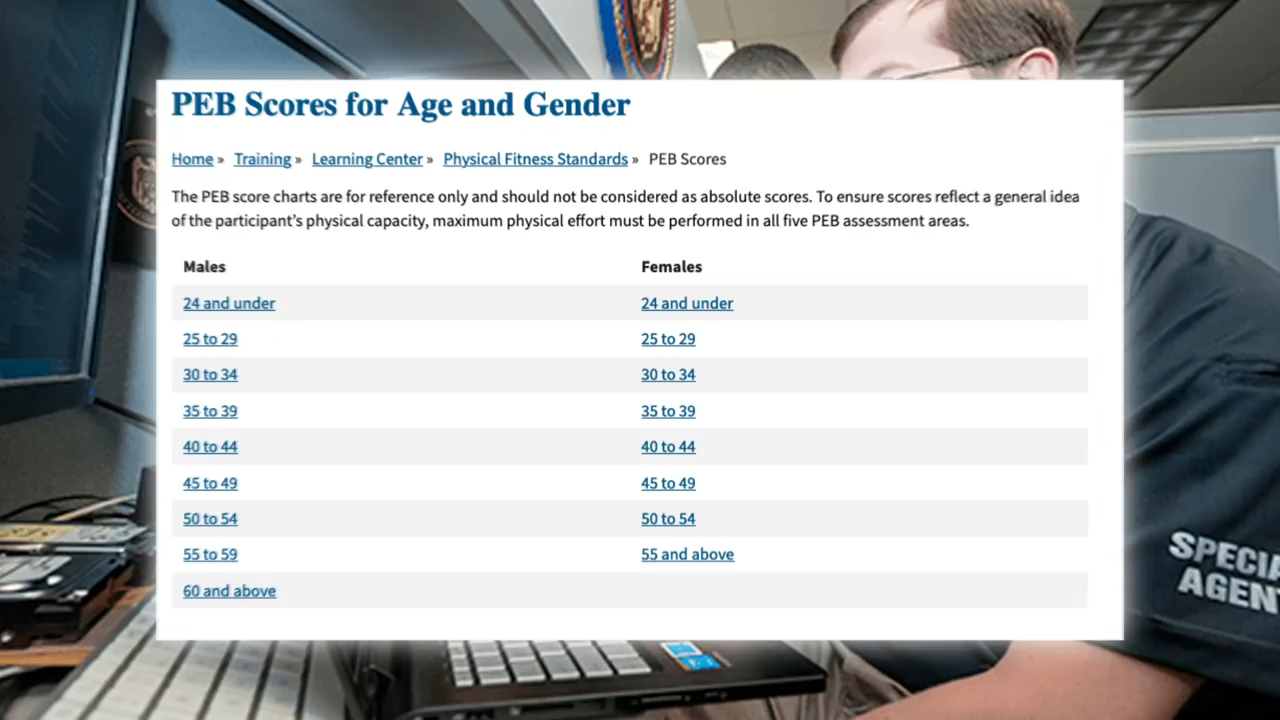 PEB Scores for Age and Gender
Home » Training » Learning Center » Physical Fitness Standards » PEB Scores
The PEB score charts are for reference only and should not be considered as absolute scores. To ensure scores reflect a general idea
of the participant's physical capacity, maximum physical effort must be performed in all five PEB assessment areas.
Males Females
24 and under 24 and under
25 to 29 25 to 29
30 to 34 30 to 34
35 to 39 35 to 39
40 to 44 40 to 44
45 to 49 45 to 49
50 to 54 50 to 54
55 to 59 55 and above
60 and above
SPECIA
AGEN